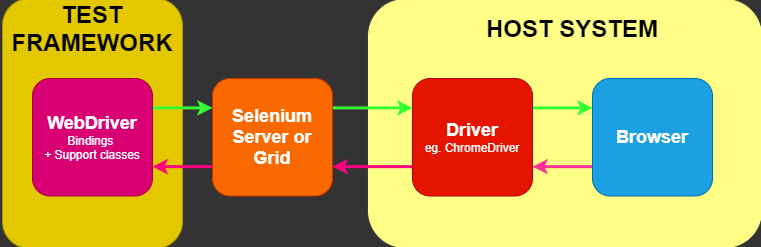 TEST
FRAMEWORK
HOST SYSTEM
WebDriver
Bindings
+ Support classes
Selenium
Server or
Grid
Driver
eg. ChromeDriver
Browser